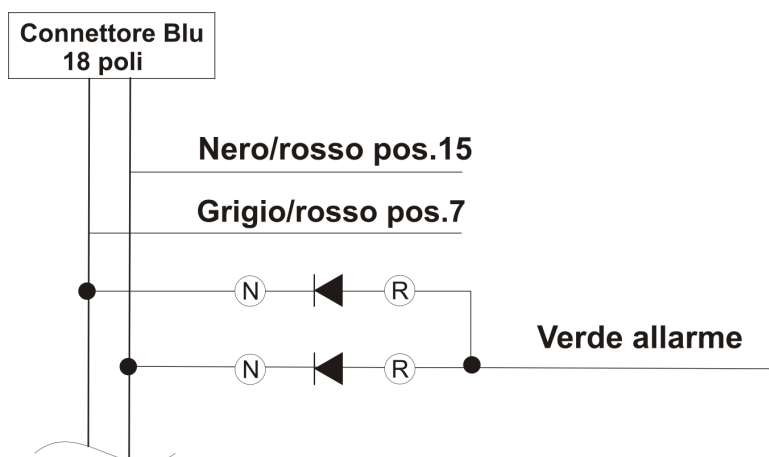 Connettore Blu
18 poli
Nero/rosso pos.15
Grigio/rosso pos.7
N R
Verde allarme
N R